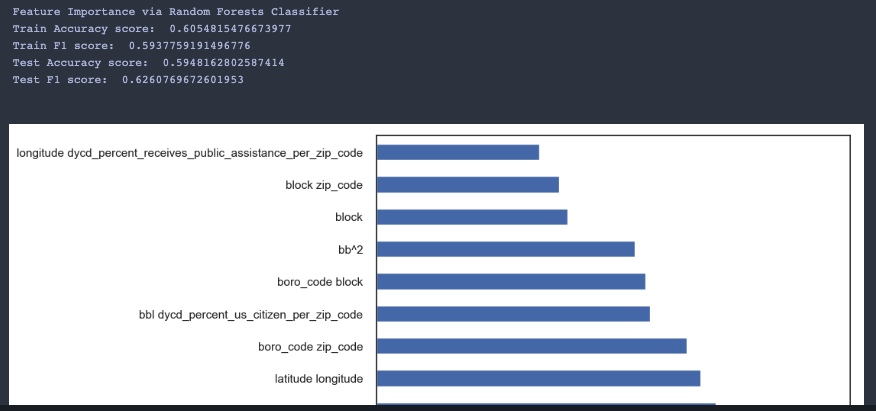 Feature Importance via Random Forests Classifier
Train Accuracy score:  0.6054815476673977
Train F1 score:  0.5937759191496776
Test Accuracy score:  0.5948162802587414
Test F1 score:  0.6260769672601953
longitude dycd_percent_receives_public_assistance_per_zip_code
block zip_code
block
bb^2
boro_code block
bbl dycd_percent_us_citizen_per_zip_code
boro_code zip_code
latitude longitude